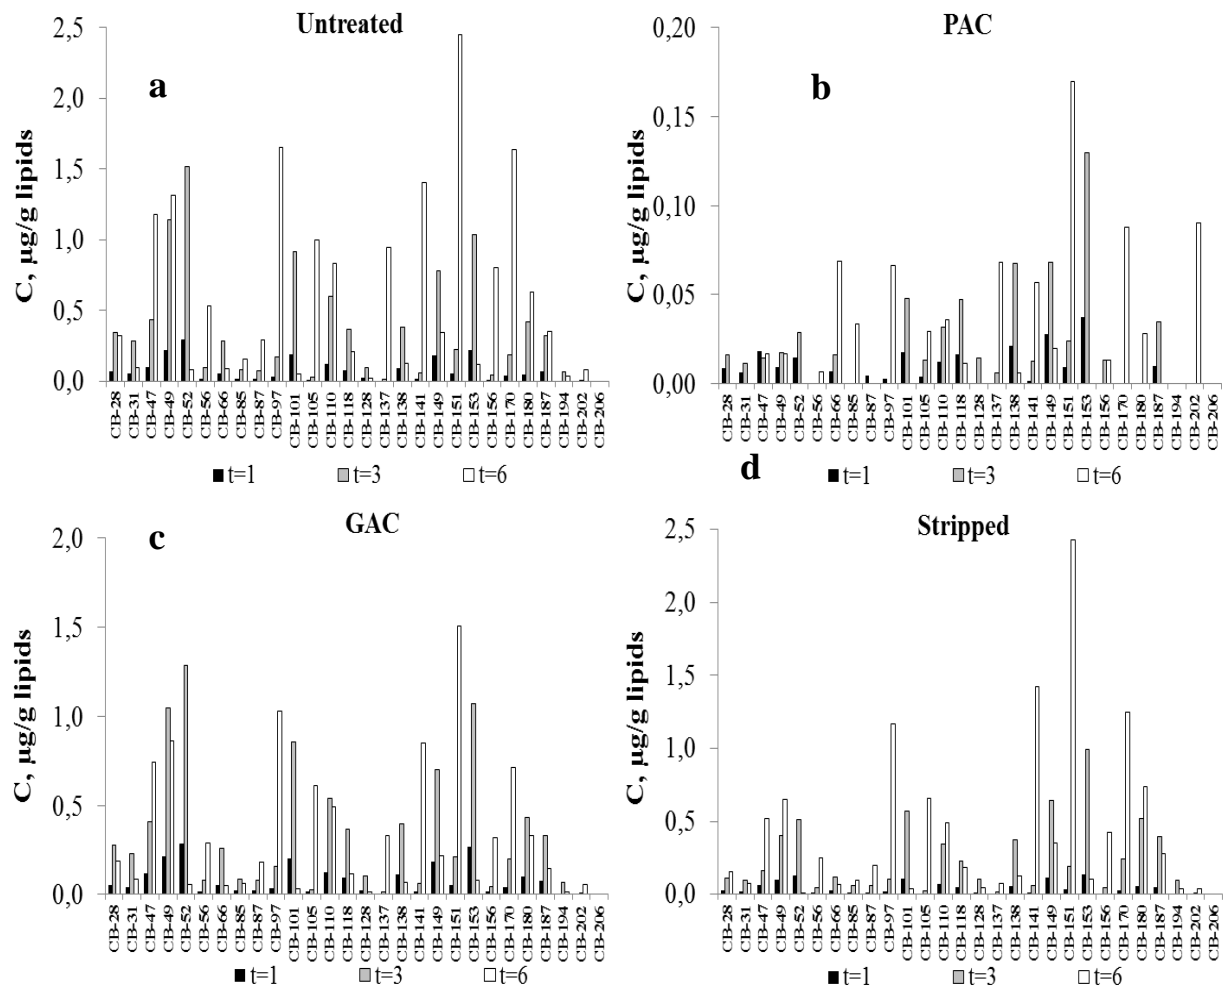 Untreated
a
C, µg/g lipids
2,5
2,0
1,5
1,0
0,5
0,0
CB-28
CB-31
CB-47
CB-49
CB-52
CB-56
CB-66
CB-85
CB-87
CB-97
CB-101
CB-105
CB-110
CB-118
CB-128
CB-137
CB-138
CB-141
CB-149
CB-151
CB-153
CB-156
CB-170
CB-180
CB-187
CB-194
CB-202
CB-206
t=1 t=3 t=6
PAC
b
C, µg/g lipids
0,20
0,15
0,10
0,05
0,00
CB-28
CB-31
CB-47
CB-49
CB-52
CB-56
CB-66
CB-85
CB-87
CB-97
CB-101
CB-105
CB-110
CB-118
CB-128
CB-137
CB-138
CB-141
CB-149
CB-151
CB-153
CB-156
CB-170
CB-180
CB-187
CB-194
CB-202
CB-206
t=1 t=3 t=6
GAC
c
C, µg/g lipids
2,0
1,5
1,0
0,5
0,0
CB-28
CB-31
CB-47
CB-49
CB-52
CB-56
CB-66
CB-85
CB-87
CB-97
CB-101
CB-105
CB-110
CB-118
CB-128
CB-137
CB-138
CB-141
CB-149
CB-151
CB-153
CB-156
CB-170
CB-180
CB-187
CB-194
CB-202
CB-206
t=1 t=3 t=6
d
Stripped
C, µg/g lipids
2,5
2,0
1,5
1,0
0,5
0,0
CB-28
CB-31
CB-47
CB-49
CB-52
CB-56
CB-66
CB-85
CB-87
CB-97
CB-101
CB-105
CB-110
CB-118
CB-128
CB-137
CB-138
CB-141
CB-149
CB-151
CB-153
CB-156
CB-170
CB-180
CB-187
CB-194
CB-202
CB-206
t=1 t=3 t=6